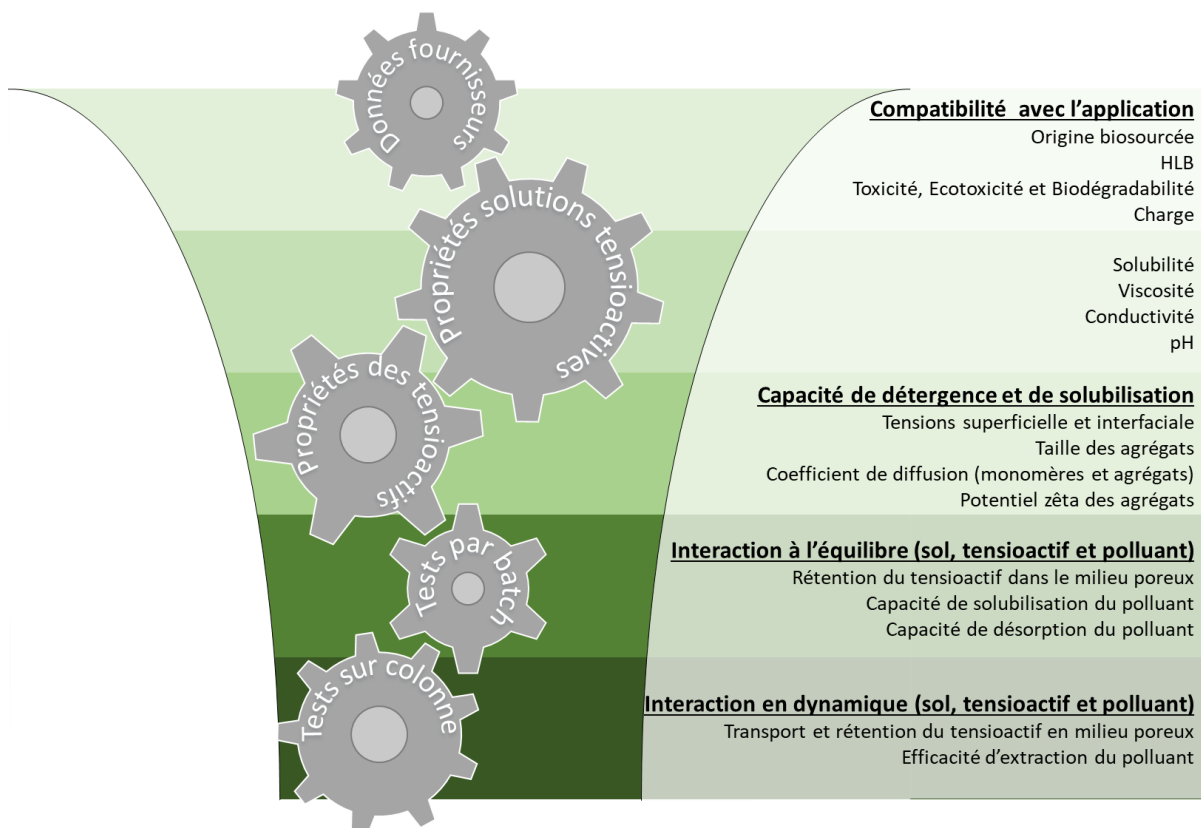 Données fournisseurs
Compatibilité avec l’application
Origine biosourcée
HLB
Toxicité, Ecotoxicité et Biodégradabilité
Charge
Propriétés solutions tensioactives
Solubilité
Viscosité
Conductivité
pH
Propriétés des tensioactifs
Capacité de détergence et de solubilisation
Tensions superficielle et interfaciale
Taille des agrégats
Coefficient de diffusion (monomères et agrégats)
Potentiel zêta des agrégats
Tests par batch
Interaction à l’équilibre (sol, tensioactif et polluant)
Rétention du tensioactif dans le milieu poreux
Capacité de solubilisation du polluant
Capacité de désorption du polluant
Tests sur colonne
Interaction en dynamique (sol, tensioactif et polluant)
Transport et rétention du tensioactif en milieu poreux
Efficacité d’extraction du polluant